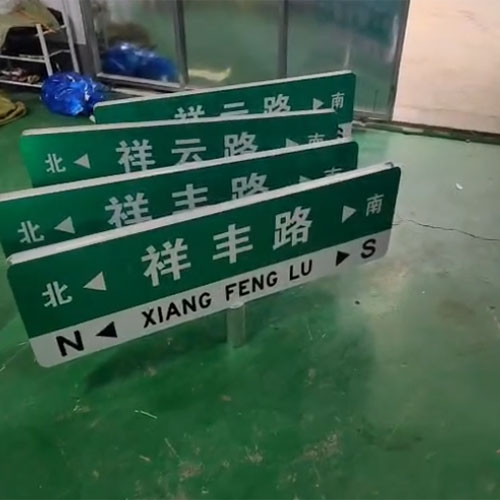 祥云路 ▶ 南
北 ◀ 祥云路 ▶ 南
北 ◀ 祥丰路
北 ◀ 祥丰路 ▶ 南
N ◀ XIANG FENG LU ▶ S